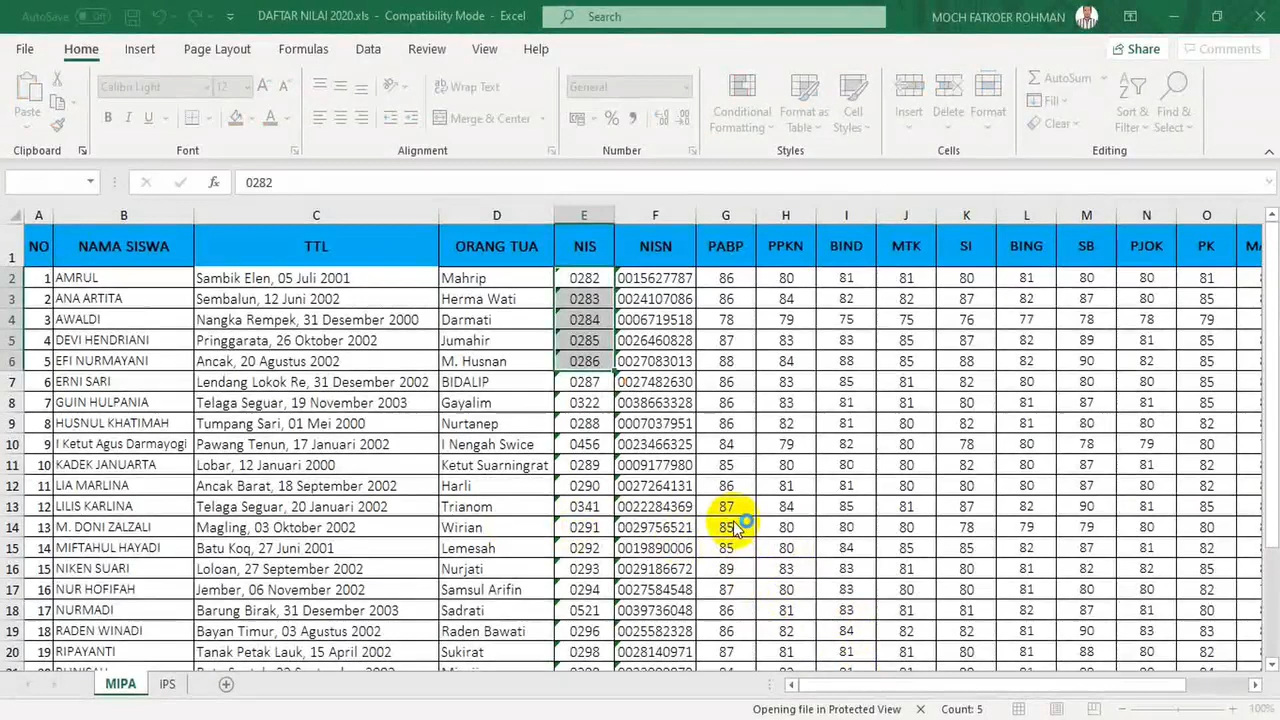 AutoSave Off DAFTAR NILAI 2020.xls - Compatibility Mode - Excel Search MOCH FATKOER ROHMAN
File Home Insert Page Layout Formulas Data Review View Help Share Comments
Paste Calibri Light 12 Wrap Text General Conditional Formatting Format as Table Cell Styles Insert Delete Format AutoSum Sort & Filter Find & Select
B I U Merge & Center % Fill
Clear
Clipboard Font Alignment Number Styles Cells Editing
fx 0282
A B C D E F G H I J K L M N O
1 NO NAMA SISWA TTL ORANG TUA NIS NISN PABP PPKN BIND MTK SI BING SB PJOK PK
2 1 AMRUL Sambik Elen, 05 Juli 2001 Mahrip 0282 0015627787 86 80 81 81 80 81 80 80 81
3 2 ANA ARTITA Sembalun, 12 Juni 2002 Herma Wati 0283 0024107086 86 84 82 82 87 82 87 80 85
4 3 AWALDI Nangka Rempek, 31 Desember 2000 Darmati 0284 0006719518 78 79 75 75 76 77 78 78 79
5 4 DEVI HENDRIANI Pringgarata, 26 Oktober 2002 Jumahir 0285 0026460828 87 83 83 85 87 82 89 81 85
6 5 EFI NURMAYANI Ancak, 20 Agustus 2002 M. Husnan 0286 0027083013 88 84 88 85 88 82 90 82 85
7 6 ERNI SARI Lendang Lokok Re, 31 Desember 2002 BIDALIP 0287 0027482630 86 83 85 81 82 80 80 80 85
8 7 GUIN HULPANIA Telaga Seguar, 19 November 2003 Gayalim 0322 0038663328 86 83 81 81 82 80 87 81 85
9 8 HUSNUL KHATIMAH Tumpang Sari, 01 Mei 2000 Nurtanep 0288 0007037951 86 82 81 80 82 80 87 81 82
10 9 I Ketut Agus Darmayogi Pawang Tenun, 17 Januari 2002 I Nengah Swice 0456 0023466325 84 79 82 80 78 80 78 79 80
11 10 KADEK JANUARTA Lobar, 12 Januari 2000 Ketut Suarningrat 0289 0009177980 85 80 80 80 82 80 87 81 82
12 11 LIA MARLINA Ancak Barat, 18 September 2002 Harli 0290 0027264131 86 81 81 80 80 80 80 80 82
13 12 LILIS KARLINA Telaga Seguar, 20 Januari 2002 Trianom 0341 0022284369 87 84 85 81 87 82 90 81 85
14 13 M. DONI ZALZALI Magling, 03 Oktober 2002 Wirian 0291 0029756521 85 80 80 80 78 79 79 80 80
15 14 MIFTAHUL HAYADI Batu Koq, 27 Juni 2001 Lemesah 0292 0019890006 85 80 84 85 85 82 87 81 82
16 15 NIKEN SUARI Loloan, 27 September 2002 Nurjati 0293 0029186672 89 83 83 81 80 81 82 82 85
17 16 NUR HOFIFAH Jember, 06 November 2002 Samsul Arifin 0294 0027584548 87 80 83 80 82 80 87 81 80
18 17 NURMADI Barung Birak, 31 Desember 2003 Sadrati 0521 0039736048 86 81 83 81 81 82 87 81 82
19 18 RADEN WINADI Bayan Timur, 03 Agustus 2002 Raden Bawati 0296 0025582328 86 82 84 82 82 81 90 83 83
20 19 RIPAYANTI Tanak Petak Lauk, 15 April 2002 Sukirat 0298 0028140971 87 81 81 81 80 81 88 80 82
MIPA IPS
Opening file in Protected View Count: 5 100%